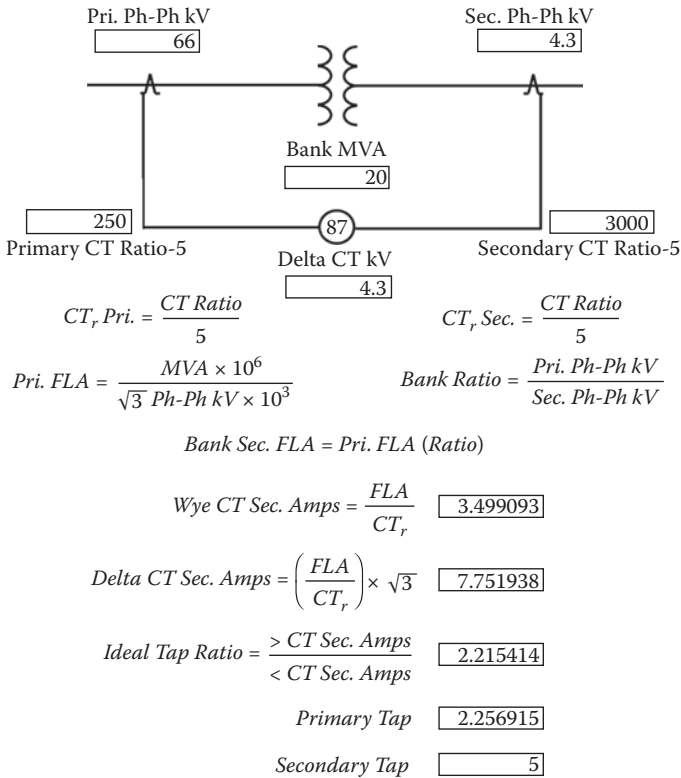 Pri. Ph-Ph kV
66
Sec. Ph-Ph kV
4.3
Bank MVA
20
250
Primary CT Ratio-5
87
Delta CT kV
4.3
3000
Secondary CT Ratio-5
CT_r Pri. = CT Ratio / 5
CT_r Sec. = CT Ratio / 5
Pri. FLA = MVA × 10⁶ / √3 Ph-Ph kV × 10³
Bank Ratio = Pri. Ph-Ph kV / Sec. Ph-Ph kV
Bank Sec. FLA = Pri. FLA (Ratio)
Wye CT Sec. Amps = FLA / CT_r 3.499093
Delta CT Sec. Amps = (FLA / CT_r) × √3 7.751938
Ideal Tap Ratio = > CT Sec. Amps / < CT Sec. Amps 2.215414
Primary Tap 2.256915
Secondary Tap 5